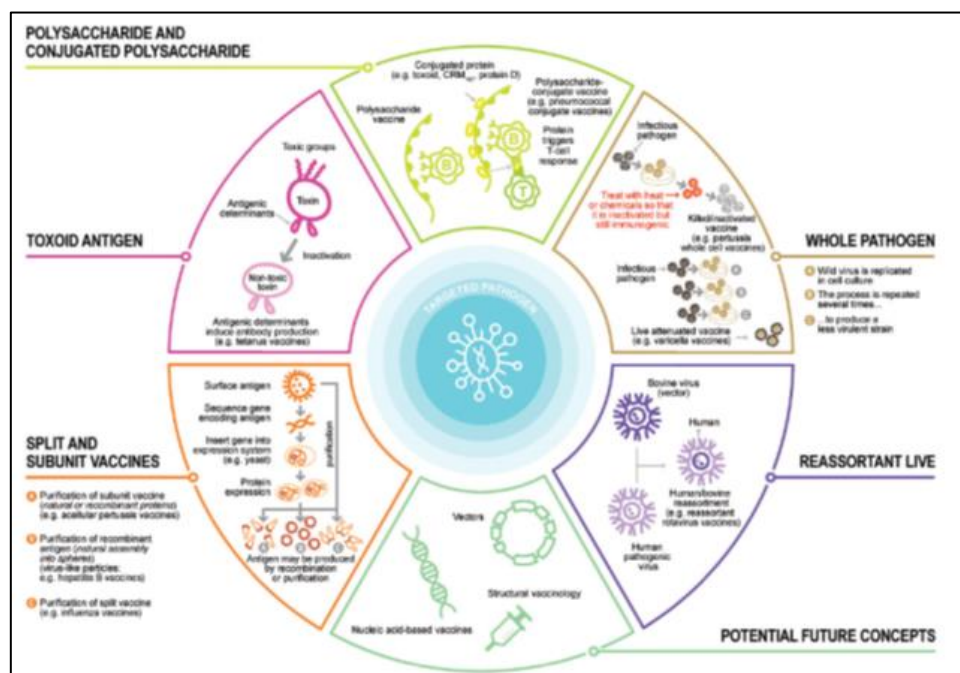 POLYSACCHARIDE AND
CONJUGATED POLYSACCHARIDE
Conjugated protein
(e.g. toxoid, CRM197, protein D)
Polysaccharide
vaccine
Polysaccharide-
conjugate vaccine
(e.g. pneumococcal
conjugate vaccines)
Protein
triggers
T-cell
response
B
B
T
TOXOID ANTIGEN
Toxic groups
Toxin
Antigenic
determinants
Inactivation
Non-toxic
toxin
Antigenic determinants
induce antibody production
(e.g. tetanus vaccines)
Infectious
pathogen
Treat with heat
or chemicals so that
it is inactivated but
still immunogenic.
Killed/inactivated
vaccine
(e.g. pertussis
whole cell vaccines)
Infectious
pathogen
Live attenuated vaccine
(e.g. varicella vaccines)
WHOLE PATHOGEN
Wild virus is replicated
in cell culture
The process is repeated
several times...
...to produce a
less virulent strain
TARGETED PATHOGEN
SPLIT AND
SUBUNIT VACCINES
A Purification of subunit vaccine
(natural or recombinant proteins)
(e.g. acellular pertussis vaccines)
Purification of recombinant
antigen (natural assembly
into spheres)
(virus-like particles:
e.g. hepatitis B vaccines)
C Purification of split vaccine
(e.g. influenza vaccines)
Surface antigen
Sequence gene
encoding antigen
Insert gene into
expression system
(e.g. yeast)
Protein
expression
purification
Antigen may be produced
by recombination
or purification
Bovine virus
(vector)
Human
Human/bovine
reassortment
(e.g. reassortant
rotavirus vaccines)
Human
pathogenic
virus
REASSORTANT LIVE
Vectors
Structural vaccinology
Nucleic acid-based vaccines
POTENTIAL FUTURE CONCEPTS